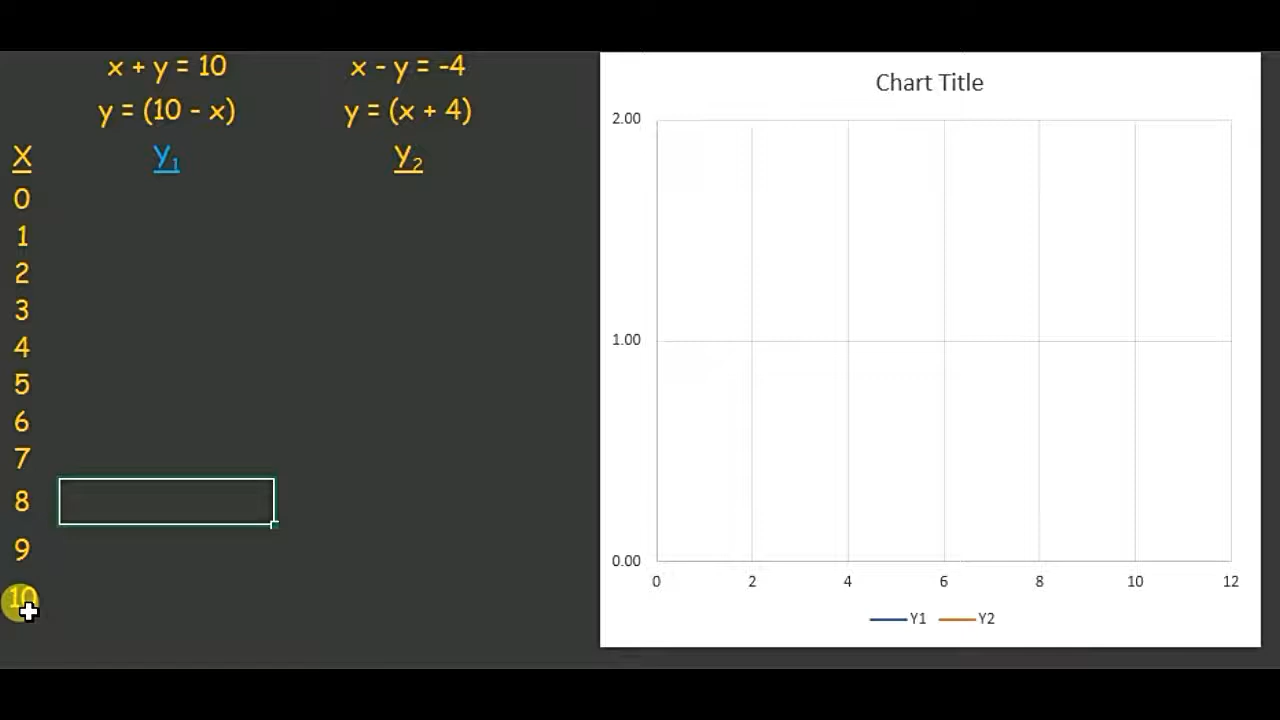 x + y = 10 x - y = -4
y = (10 - x) y = (x + 4)
X Y₁ Y₂
0
1
2
3
4
5
6
7
8
9
10
Chart Title
2.00
1.00
0.00
0 2 4 6 8 10 12
Y1 Y2